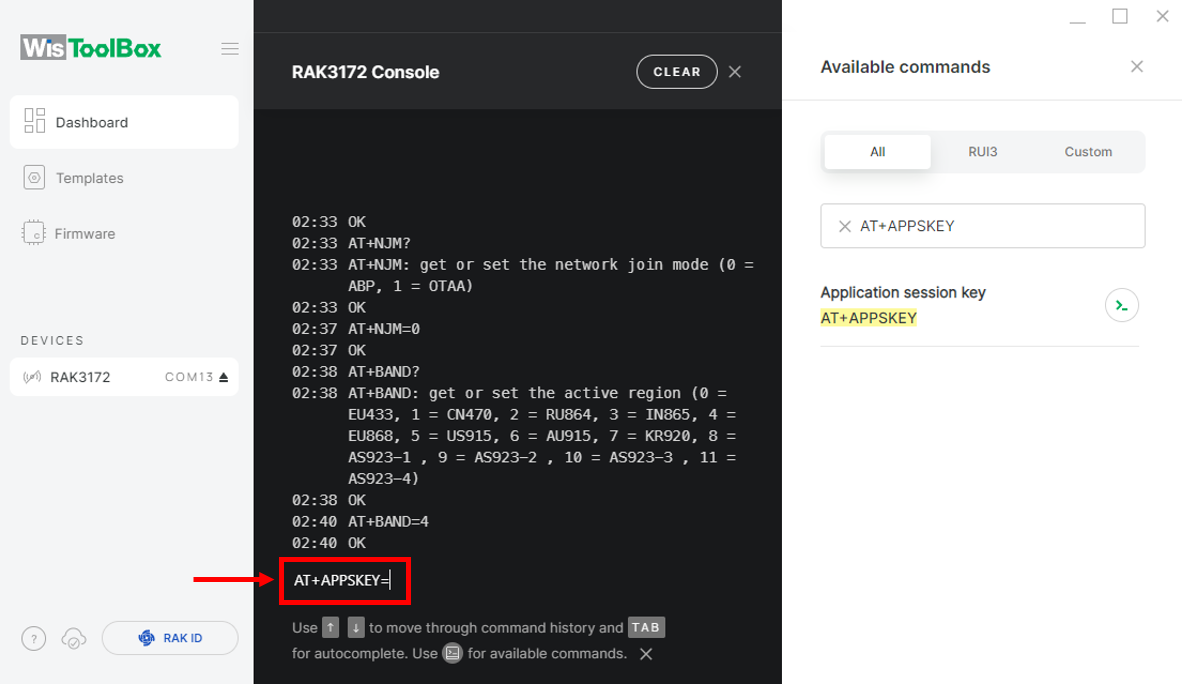 WisToolBox
Dashboard
Templates
Firmware
DEVICES
RAK3172 COM13
?
RAK ID
RAK3172 Console
CLEAR
02:33 OK
02:33 AT+NJM?
02:33 AT+NJM: get or set the network join mode (0 =
ABP, 1 = OTAA)
02:33 OK
02:37 AT+NJM=0
02:37 OK
02:38 AT+BAND?
02:38 AT+BAND: get or set the active region (0 =
EU433, 1 = CN470, 2 = RU864, 3 = IN865, 4 =
EU868, 5 = US915, 6 = AU915, 7 = KR920, 8 =
AS923-1 , 9 = AS923-2 , 10 = AS923-3 , 11 =
AS923-4)
02:38 OK
02:40 AT+BAND=4
02:40 OK
AT+APPSKEY=
Use ↑ ↓ to move through command history and TAB
for autocomplete. Use for available commands.
Available commands
All RUI3 Custom
AT+APPSKEY
Application session key
AT+APPSKEY